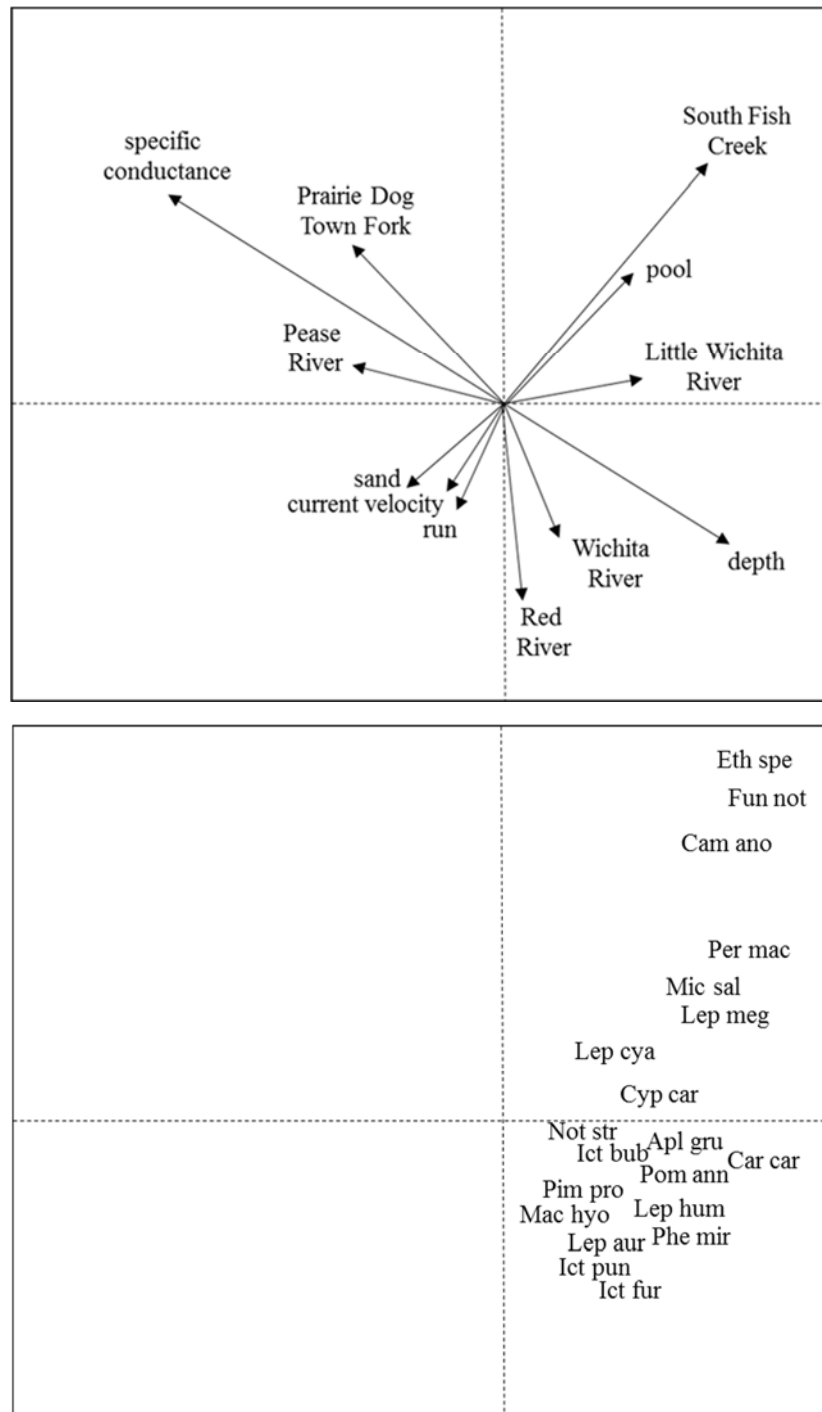 South Fish
Creek
specific
conductance
Prairie Dog
Town Fork
pool
Pease
River
Little Wichita
River
sand
current velocity
run
Wichita
River
depth
Red
River
Eth spe
Fun not
Cam ano
Per mac
Mic sal
Lep meg
Lep cya
Cyp car
Not str
Apl gru
Ict bub
Car car
Pom ann
Pim pro
Lep hum
Mac hyo
Phe mir
Lep aur
Ict pun
Ict fur